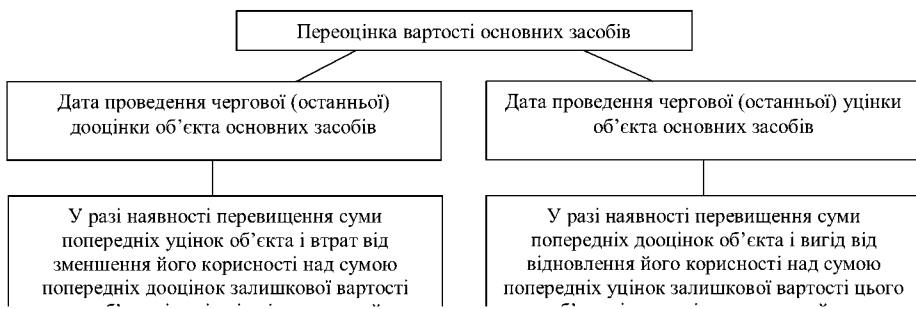 Переоцінка вартості основних засобів
Дата проведення чергової (останньої)
дооцінки об’єкта основних засобів
Дата проведення чергової (останньої) уцінки
об’єкта основних засобів
У разі наявності перевищення суми
попередніх уцінок об’єкта і втрат від
зменшення його корисності над сумою
попередніх дооцінок залишкової вартості
У разі наявності перевищення суми
попередніх дооцінок об’єкта і вигід від
відновлення його корисності над сумою
попередніх уцінок залишкової вартості цього